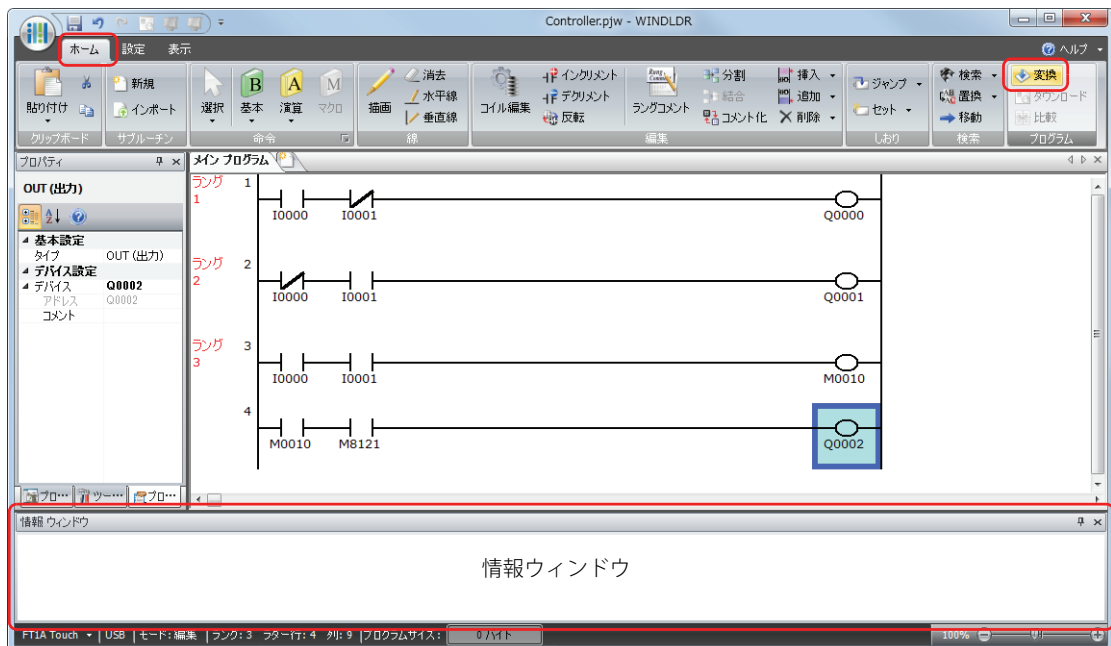 Controller.pjw - WINDLDR
ホーム 設定 表示 ヘルプ
貼り付け
クリップボード
新規
インポート
サブルーチン
選択 基本 演算 マクロ
B A M
命令
描画
消去
水平線
垂直線
線
コイル編集
インクリメント
デクリメント
反転
ラングコメント
分割
結合
コメント化
挿入
追加
削除
編集
ジャンプ
セット
しおり
検索
置換
移動
検索
変換
ダウンロード
比較
プログラム
プロパティ
OUT (出力)
基本設定
タイプ OUT (出力)
デバイス設定
デバイス Q0002
アドレス Q0002
コメント
プロ… ツー… プロ…
メイン プログラム
ラング 1
1
I0000 I0001 Q0000
ラング 2
2
I0000 I0001 Q0001
ラング 3
3
I0000 I0001 M0010
4
M0010 M8121 Q0002
情報 ウィンドウ
情報ウィンドウ
FT1A Touch USB モード: 編集 ラング: 3 ラダー行: 4 列: 9 プログラムサイズ: 0 バイト 100%